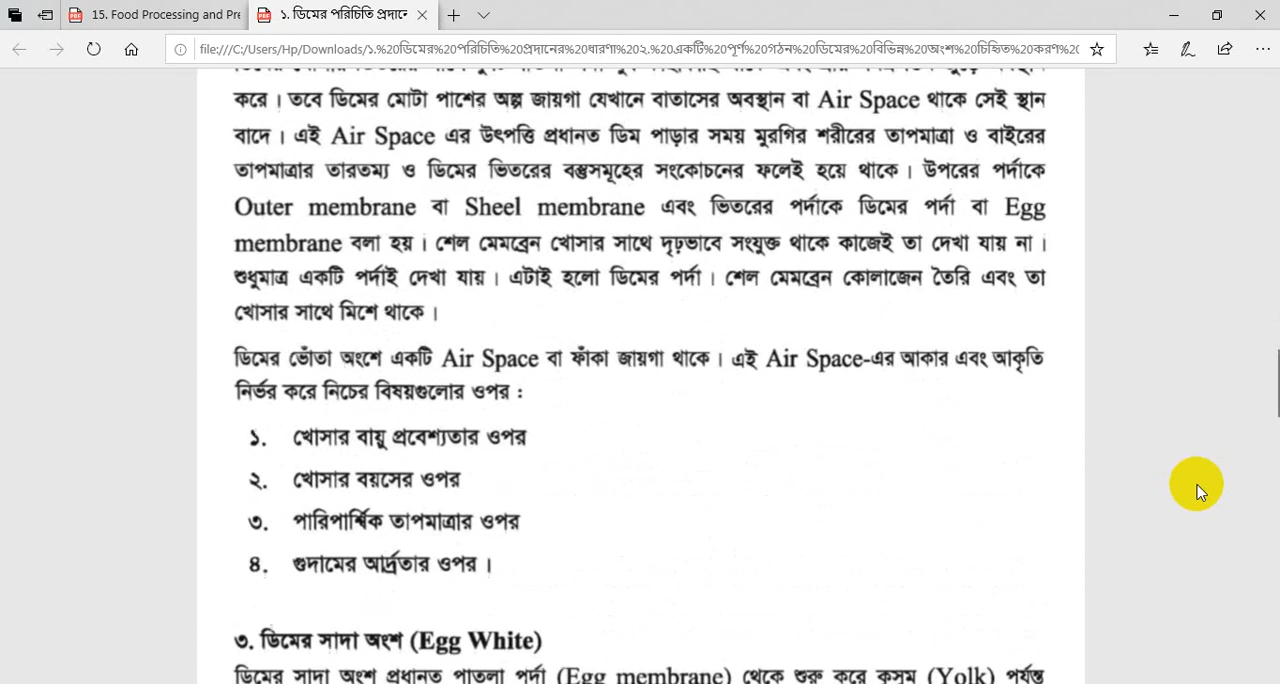 15. Food Processing and Pre
১. ডিমের পরিচিতি প্রদানে
file:///C:/Users/Hp/Downloads/১.%20ডিমের%20পরিচিতি%20প্রদানের%20ধারণা%20২.%20একটি%20পূর্ণ%20গঠন%20ডিমের%20বিভিন্ন%20অংশ%20চিহ্নিত%20করণ%20
করে। তবে ডিমের মোটা পাশের অল্প জায়গা যেখানে বাতাসের অবস্থান বা Air Space থাকে সেই স্থান
বাদে। এই Air Space এর উৎপত্তি প্রধানত ডিম পাড়ার সময় মুরগির শরীরের তাপমাত্রা ও বাইরের
তাপমাত্রার তারতম্য ও ডিমের ভিতরের বস্তুসমূহের সংকোচনের ফলেই হয়ে থাকে। উপরের পর্দাকে
Outer membrane বা Sheel membrane এবং ভিতরের পর্দাকে ডিমের পর্দা বা Egg
membrane বলা হয়। শেল মেমব্রেন খোসার সাথে দৃঢ়ভাবে সংযুক্ত থাকে কাজেই তা দেখা যায় না।
শুধুমাত্র একটি পর্দাই দেখা যায়। এটাই হলো ডিমের পর্দা। শেল মেমব্রেন কোলাজেন তৈরি এবং তা
খোসার সাথে মিশে থাকে।
ডিমের ভোঁতা অংশে একটি Air Space বা ফাঁকা জায়গা থাকে। এই Air Space-এর আকার এবং আকৃতি
নির্ভর করে নিচের বিষয়গুলোর ওপর :
১. খোসার বায়ু প্রবেশ্যতার ওপর
২. খোসার বয়সের ওপর
৩. পারিপার্শ্বিক তাপমাত্রার ওপর
৪. গুদামের আর্দ্রতার ওপর।
৩. ডিমের সাদা অংশ (Egg White)
ডিমের সাদা অংশ প্রধানত পাতলা পর্দা (Egg membrane) থেকে শুরু করে কুসুম (Yolk) পর্যন্ত